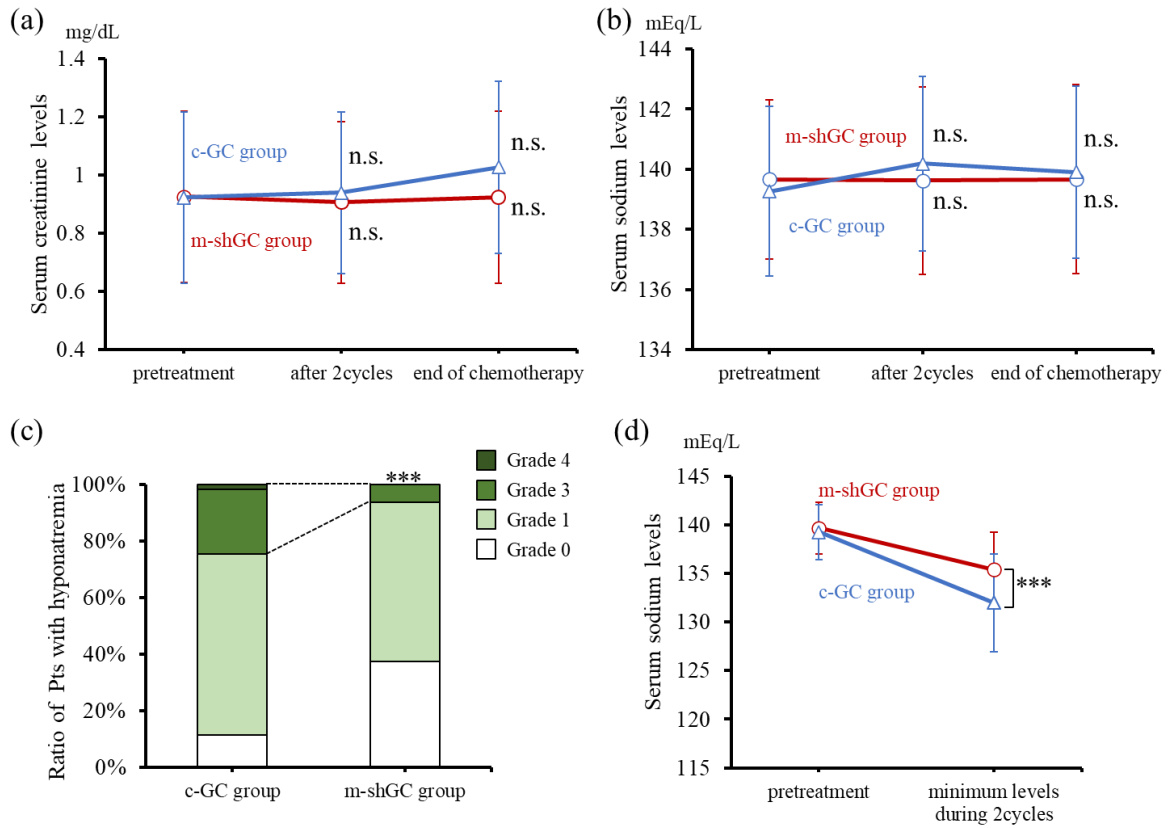 (a)
mg/dL
Serum creatinine levels
1.4
1.2
1
0.8
0.6
0.4
c-GC group
m-shGC group
n.s.
n.s.
n.s.
n.s.
pretreatment
after 2cycles
end of chemotherapy
(b)
mEq/L
Serum sodium levels
144
142
140
138
136
134
m-shGC group
c-GC group
n.s.
n.s.
n.s.
n.s.
pretreatment
after 2cycles
end of chemotherapy
(c)
Ratio of Pts with hyponatremia
100%
80%
60%
40%
20%
0%
***
Grade 4
Grade 3
Grade 1
Grade 0
c-GC group
m-shGC group
(d)
mEq/L
Serum sodium levels
145
140
135
130
125
120
115
m-shGC group
c-GC group
***
pretreatment
minimum levels
during 2cycles